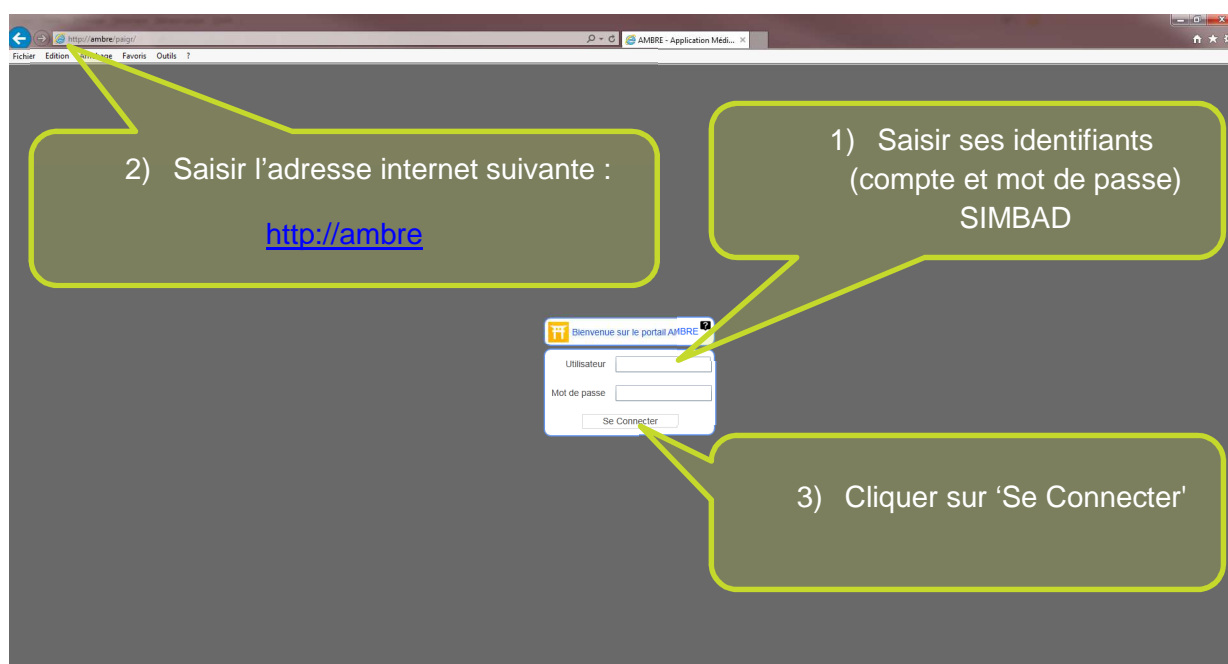 http://ambre/paigr/
AMBRE - Application Médi...
Fichier Edition Affichage Favoris Outils ?
2) Saisir l’adresse internet suivante :
http://ambre
1) Saisir ses identifiants
(compte et mot de passe)
SIMBAD
Bienvenue sur le portail AMBRE ?
Utilisateur
Mot de passe
Se Connecter
3) Cliquer sur ‘Se Connecter'